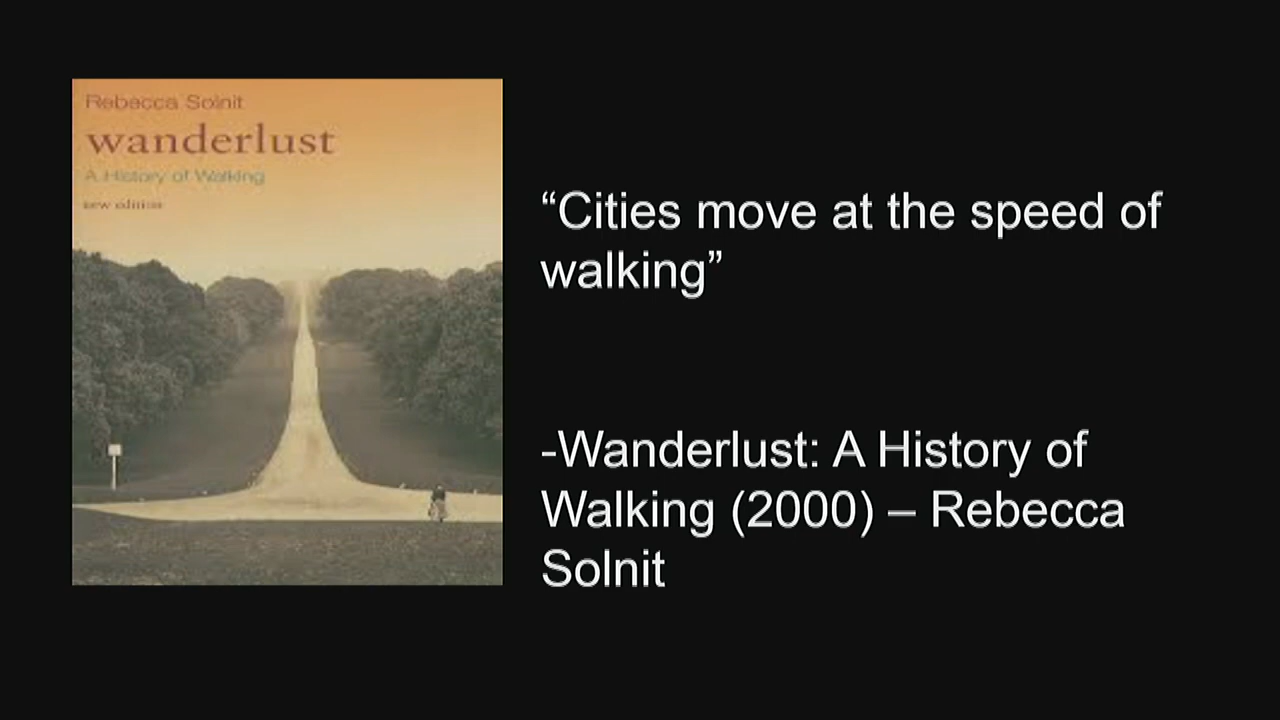 Rebecca Solnit
wanderlust
A History of Walking
new edition
“Cities move at the speed of
walking”
-Wanderlust: A History of
Walking (2000) – Rebecca
Solnit